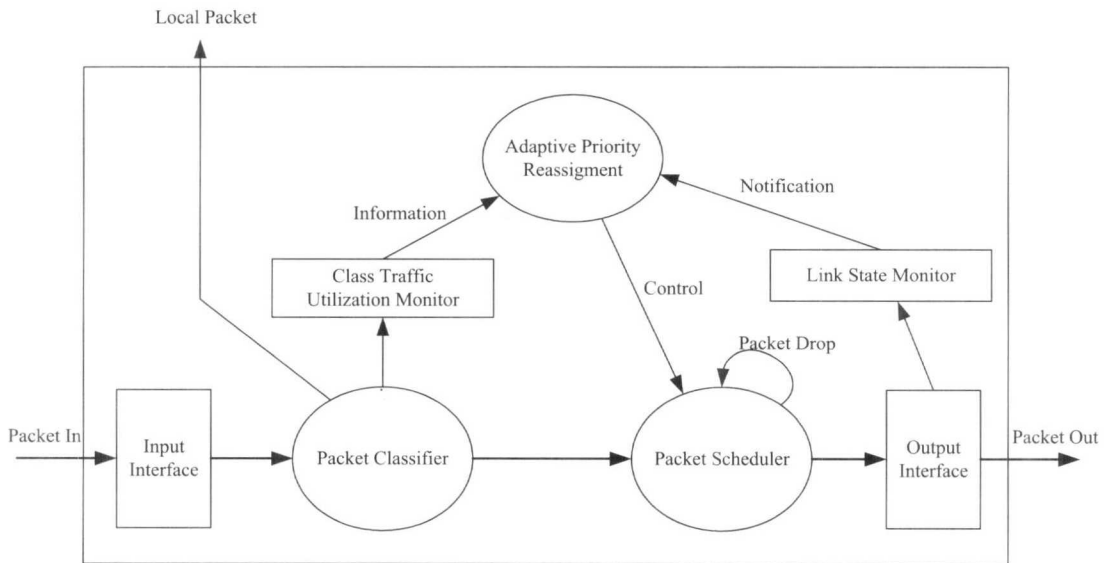 Local Packet
Adaptive Priority
Reassigment
Notification
Information
Class Traffic
Utilization Monitor
Link State Monitor
Control
Packet Drop
Packet In
Input
Interface
Packet Classifier
Packet Scheduler
Output
Interface
Packet Out